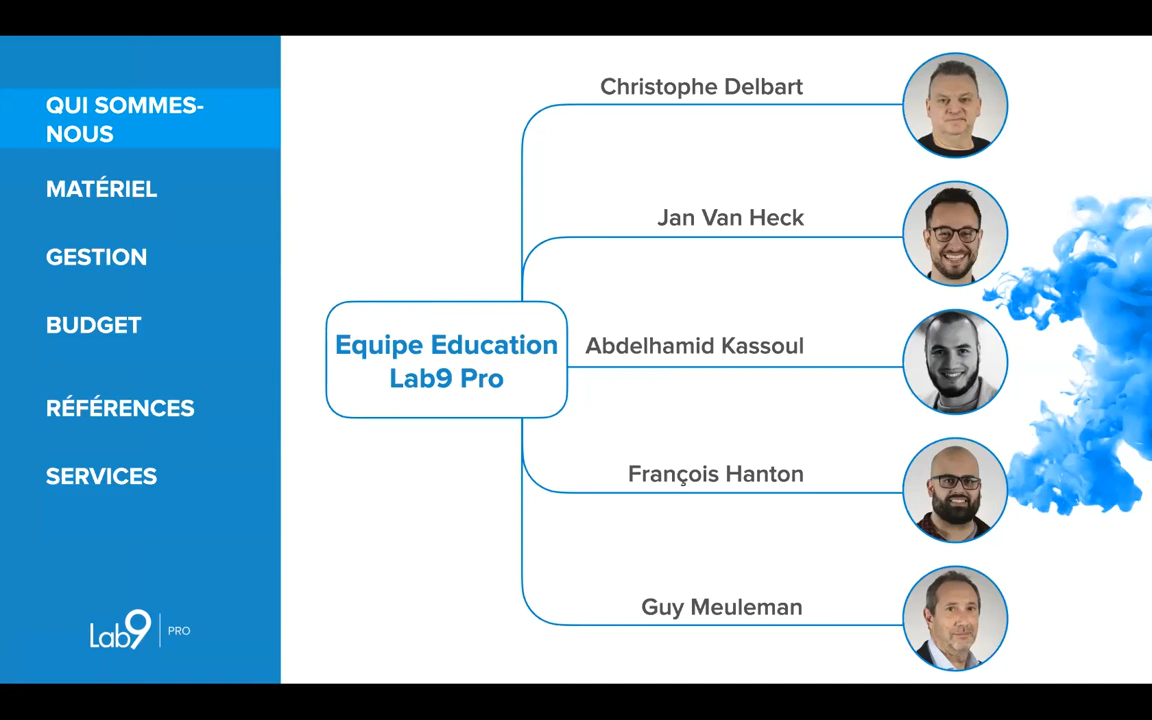 QUI SOMMES-
NOUS
MATÉRIEL
GESTION
BUDGET
RÉFÉRENCES
SERVICES
Lab9 PRO
Equipe Education
Lab9 Pro
Christophe Delbart
Jan Van Heck
Abdelhamid Kassoul
François Hanton
Guy Meuleman